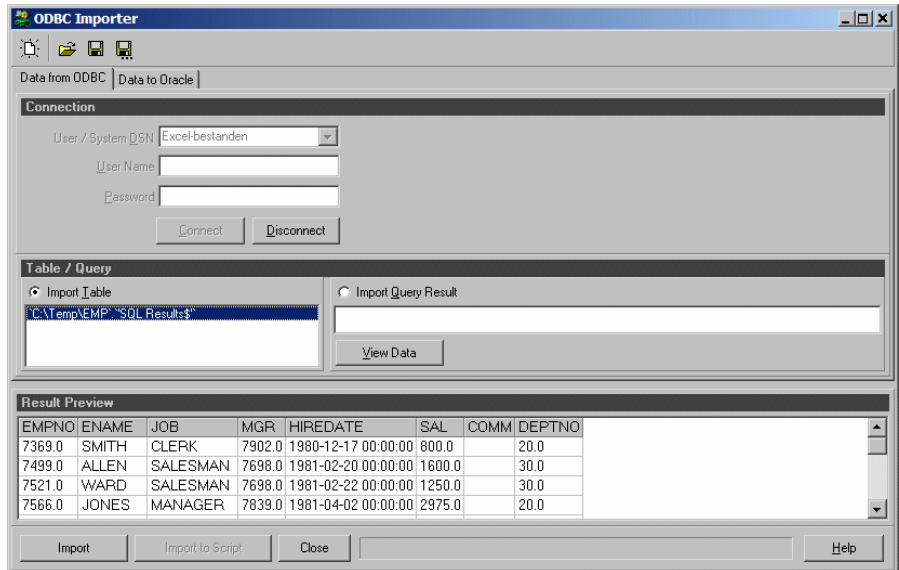 ODBC Importer
Data from ODBC Data to Oracle
Connection
User / System DSN Excel-bestanden
User Name
Password
Connect Disconnect
Table / Query
Import Table Import Query Result
`C:\Temp\EMP`."SQL Results$"
View Data
Result Preview
EMPNO ENAME JOB MGR HIREDATE SAL COMM DEPTNO
7369.0 SMITH CLERK 7902.0 1980-12-17 00:00:00 800.0 20.0
7499.0 ALLEN SALESMAN 7698.0 1981-02-20 00:00:00 1600.0 30.0
7521.0 WARD SALESMAN 7698.0 1981-02-22 00:00:00 1250.0 30.0
7566.0 JONES MANAGER 7839.0 1981-04-02 00:00:00 2975.0 20.0
Import Import to Script Close Help